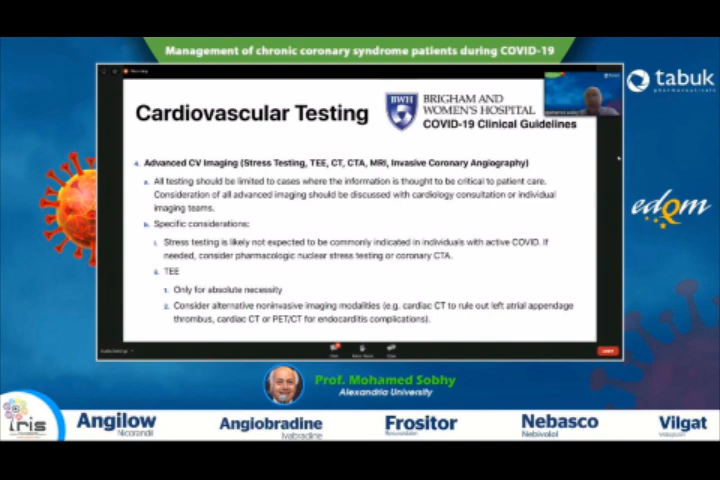 Management of chronic coronary syndrome patients during COVID-19
tabuk
pharmaceuticals
Cardiovascular Testing
BWH
BRIGHAM AND
WOMEN'S HOSPITAL
COVID-19 Clinical Guidelines
4. Advanced CV Imaging (Stress Testing, TEE, CT, CTA, MRI, Invasive Coronary Angiography)
a. All testing should be limited to cases where the information is thought to be critical to patient care.
Consideration of all advanced imaging should be discussed with cardiology consultation or individual
imaging teams.
b. Specific considerations:
i. Stress testing is likely not expected to be commonly indicated in individuals with active COVID. If
needed, consider pharmacologic nuclear stress testing or coronary CTA.
ii. TEE
1. Only for absolute necessity
2. Consider alternative noninvasive imaging modalities (e.g. cardiac CT to rule out left atrial appendage
thrombus, cardiac CT or PET/CT for endocarditis complications).
edqm
Prof. Mohamed Sobhy
Alexandria University
iris
Angilow
Nicorandil
Angiobradine
Ivabradine
Frositor
Nebasco
Nebivolol
Vilgat